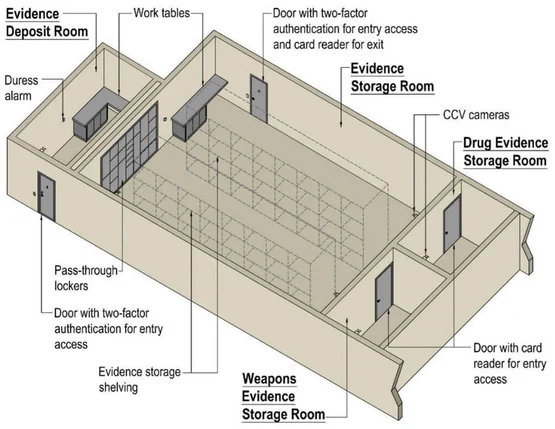 Evidence
Deposit Room
Work tables
Door with two-factor
authentication for entry access
and card reader for exit
Duress
alarm
Evidence
Storage Room
CCV cameras
Drug Evidence
Storage Room
Pass-through
lockers
Door with two-factor
authentication for entry
access
Evidence storage
shelving
Weapons
Evidence
Storage Room
Door with card
reader for entry
access